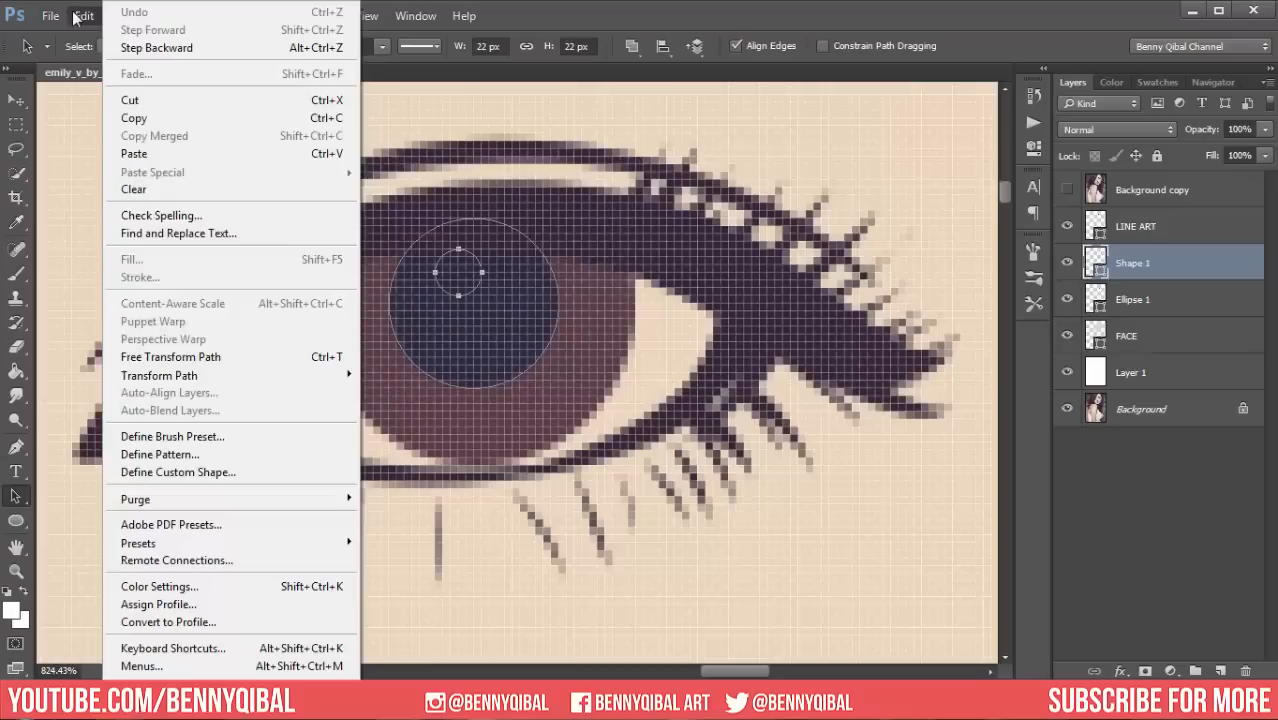 Ps File Edit View Window Help
Select: W: 22 px H: 22 px Align Edges Constrain Path Dragging Benny Qibal Channel
emily_v_by_
Undo Ctrl+Z
Step Forward Shift+Ctrl+Z
Step Backward Alt+Ctrl+Z
Fade... Shift+Ctrl+F
Cut Ctrl+X
Copy Ctrl+C
Copy Merged Shift+Ctrl+C
Paste Ctrl+V
Paste Special
Clear
Check Spelling...
Find and Replace Text...
Fill... Shift+F5
Stroke...
Content-Aware Scale Alt+Shift+Ctrl+C
Puppet Warp
Perspective Warp
Free Transform Path Ctrl+T
Transform Path
Auto-Align Layers...
Auto-Blend Layers...
Define Brush Preset...
Define Pattern...
Define Custom Shape...
Purge
Adobe PDF Presets...
Presets
Remote Connections...
Color Settings... Shift+Ctrl+K
Assign Profile...
Convert to Profile...
Keyboard Shortcuts... Alt+Shift+Ctrl+K
Menus... Alt+Shift+Ctrl+M
Layers Color Swatches Navigator
Kind
Normal Opacity: 100%
Lock: Fill: 100%
Background copy
LINE ART
Shape 1
Ellipse 1
FACE
Layer 1
Background
824.43%
fx
YOUTUBE.COM/BENNYQIBAL @BENNYQIBAL BENNYQIBAL ART @BENNYQIBAL SUBSCRIBE FOR MORE